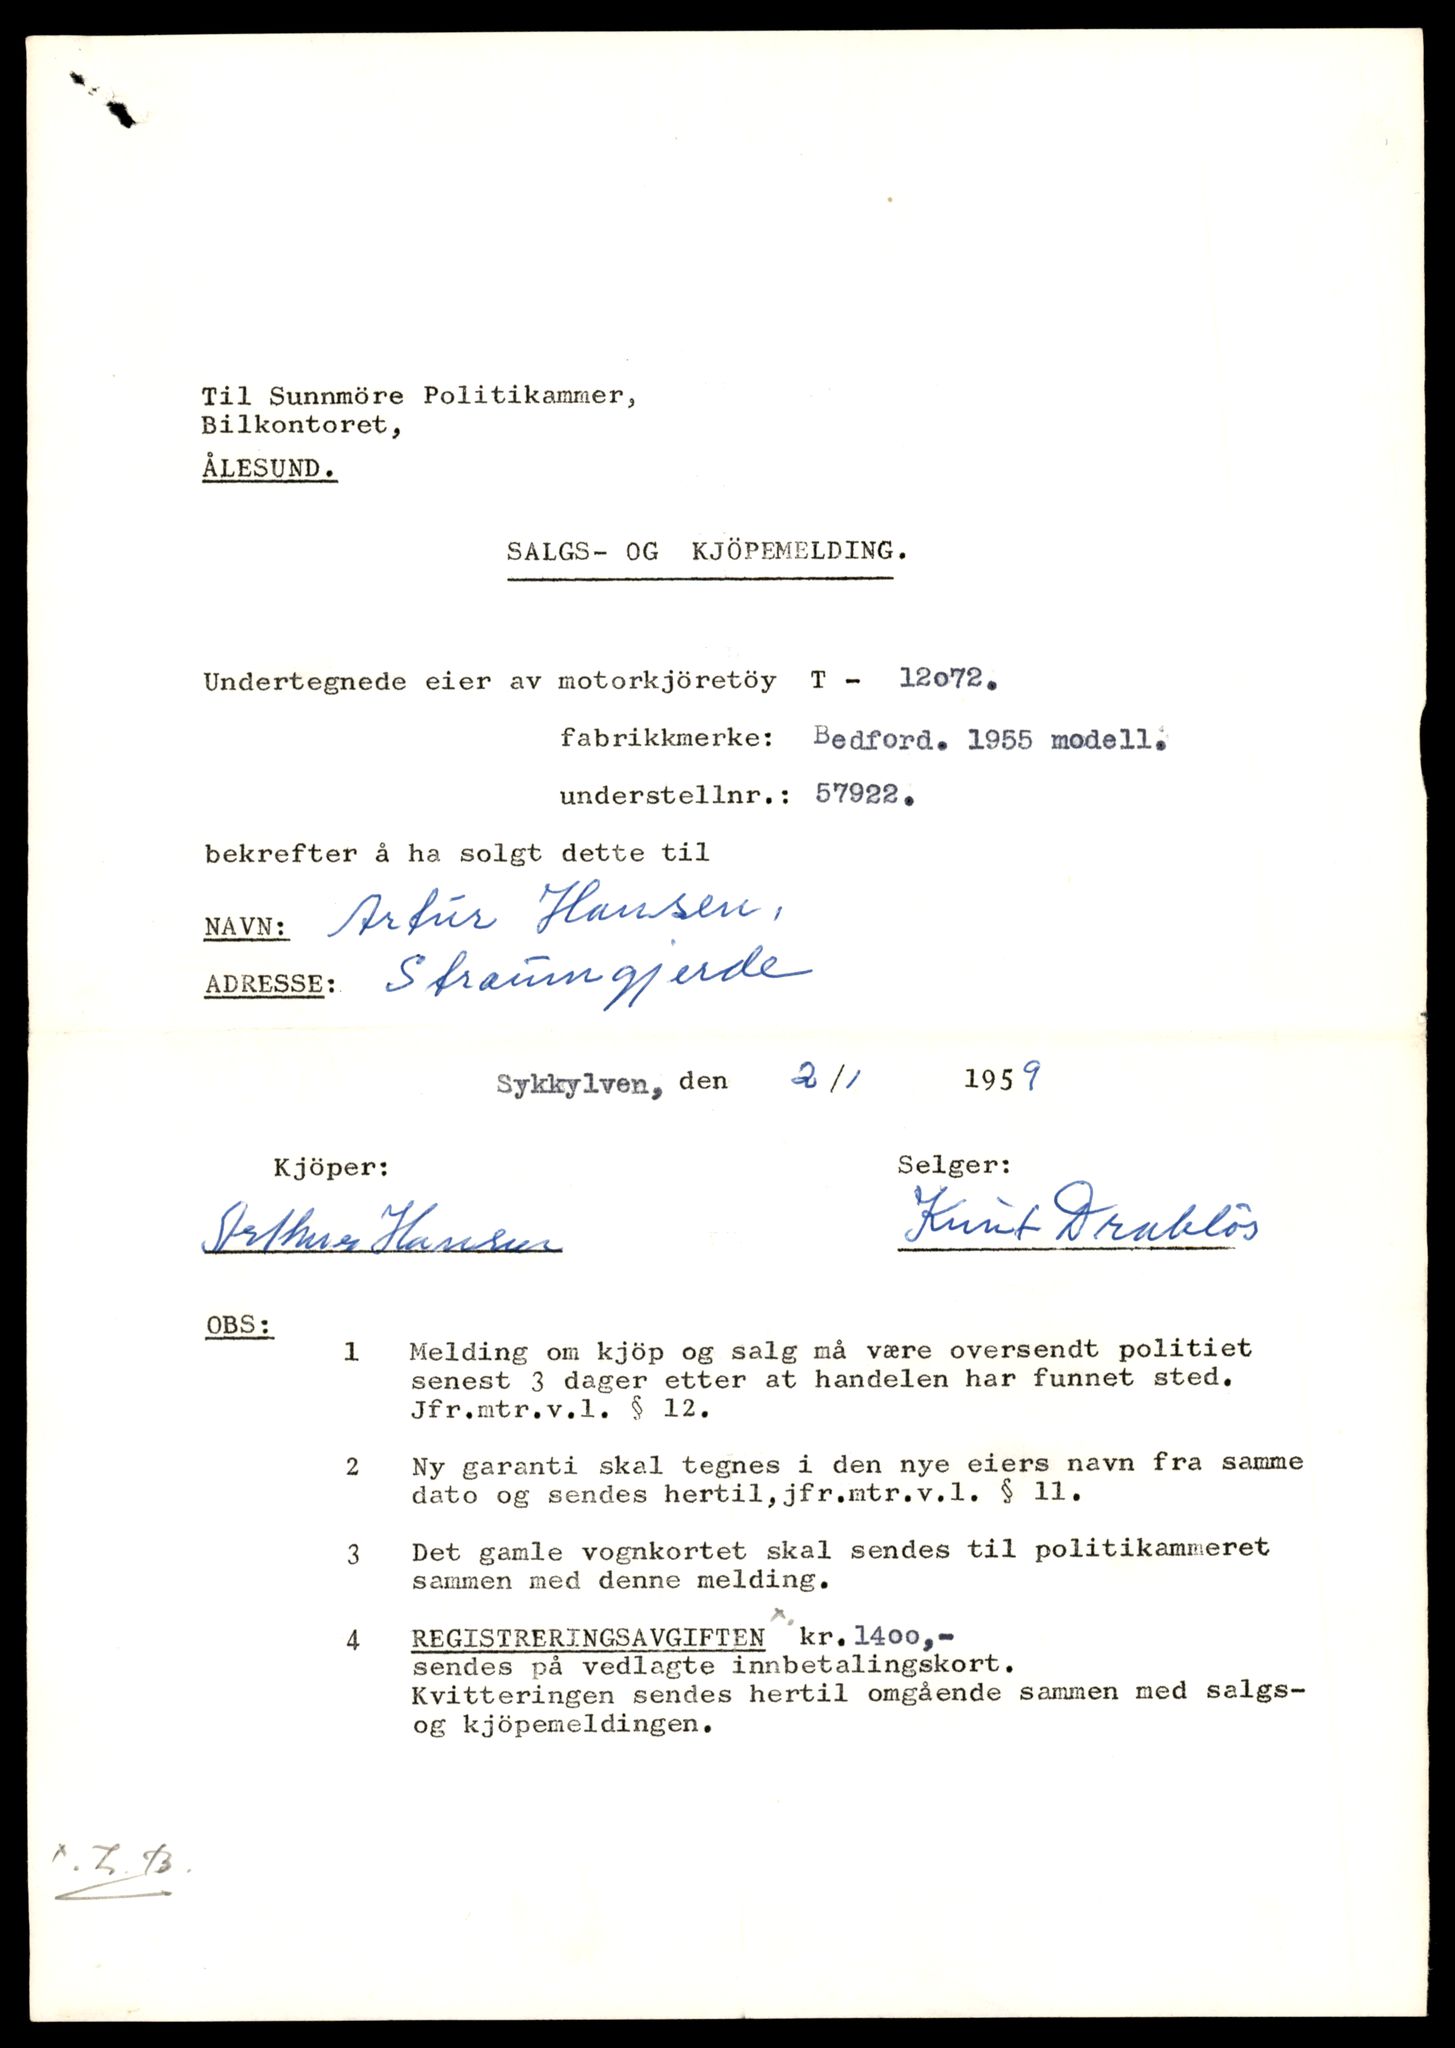 Til Sunnmöre Politikammer,
Bilkontoret,
ÅLESUND.
SALGS- OG KJÖPEMELDING.
Undertegnede eier av motorkjöretöy T - 12o72.
fabrikkmerke: Bedford. 1955 modell.
understellnr.: 57922.
bekrefter å ha solgt dette til
NAVN: Artur Hansen,
ADRESSE: Straumgjerde
Sykkylven, den 2/1 1959
Kjöper: Selger:
Arthur Hansen Knut Drablös
OBS:
1 Melding om kjöp og salg må være oversendt politiet
senest 3 dager etter at handelen har funnet sted.
Jfr.mtr.v.l. § 12.
2 Ny garanti skal tegnes i den nye eiers navn fra samme
dato og sendes hertil,jfr.mtr.v.l. § 11.
3 Det gamle vognkortet skal sendes til politikammeret
sammen med denne melding.
4 REGISTRERINGSAVGIFTEN x. kr.14oo,-
sendes på vedlagte innbetalingskort.
Kvitteringen sendes hertil omgående sammen med salgs-
og kjöpemeldingen.